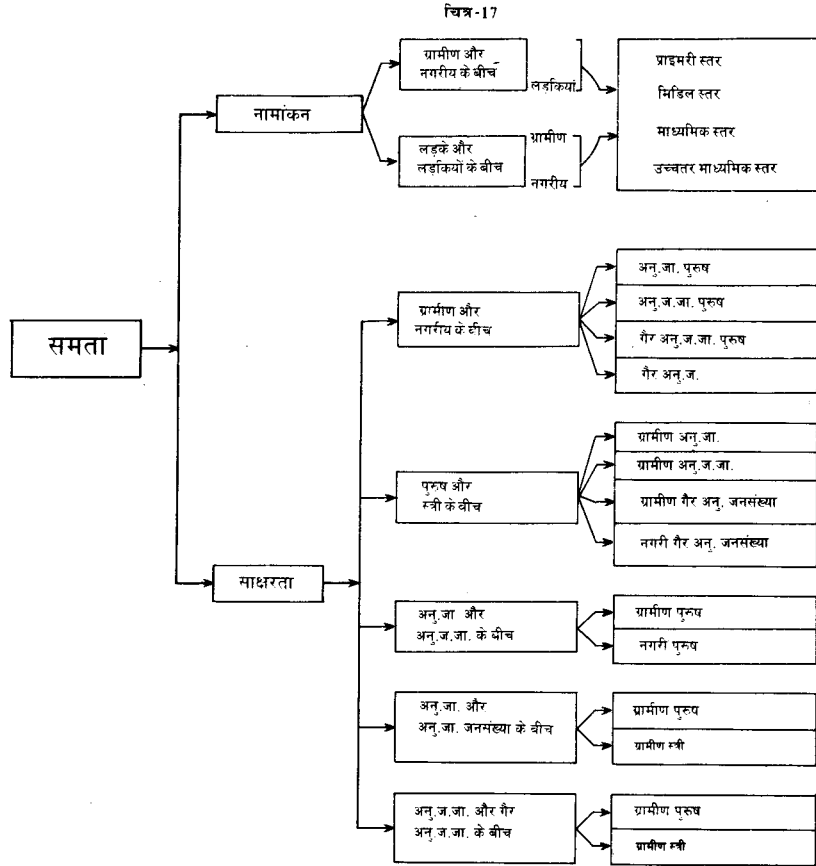 चित्र-17
ग्रामीण और
नगरीय के बीच
लड़कियां
नामांकन
लड़के और
लड़कियों के बीच
ग्रामीण
नगरीय
प्राइमरी स्तर
मिडिल स्तर
माध्यमिक स्तर
उच्चतर माध्यमिक स्तर
समता
साक्षरता
ग्रामीण और
नगरीय के बीच
अनु.जा. पुरुष
अनु.ज.जा. पुरुष
गैर अनु.ज.जा. पुरुष
गैर अनु.ज.
पुरुष और
स्त्री के बीच
ग्रामीण अनु.जा.
ग्रामीण अनु.ज.जा.
ग्रामीण गैर अनु. जनसंख्या
नगरी गैर अनु. जनसंख्या
अनु.जा और
अनु.ज.जा. के बीच
ग्रामीण पुरुष
नगरी पुरुष
अनु.जा. और
अनु.जा. जनसंख्या के बीच
ग्रामीण पुरुष
ग्रामीण स्त्री
अनु.ज.जा. और गैर
अनु.ज.जा. के बीच
ग्रामीण पुरुष
ग्रामीण स्त्री